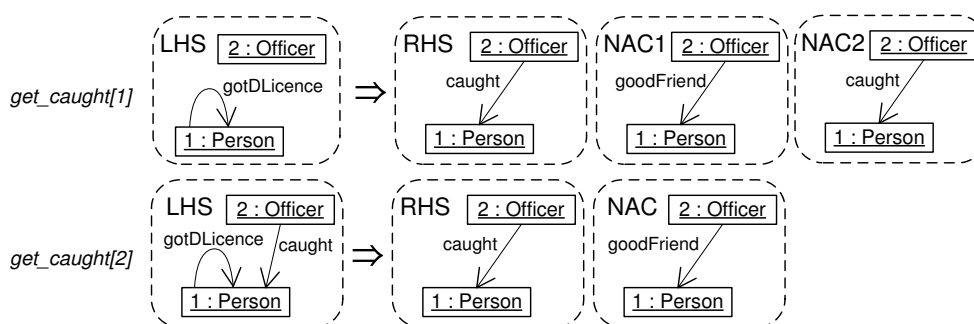 LHS 2 : Officer
gotDLicence
1 : Person
get_caught[1]
⇒
RHS 2 : Officer
caught
1 : Person
NAC1 2 : Officer
goodFriend
1 : Person
NAC2 2 : Officer
caught
1 : Person
LHS 2 : Officer
gotDLicence caught
1 : Person
get_caught[2]
⇒
RHS 2 : Officer
caught
1 : Person
NAC 2 : Officer
goodFriend
1 : Person